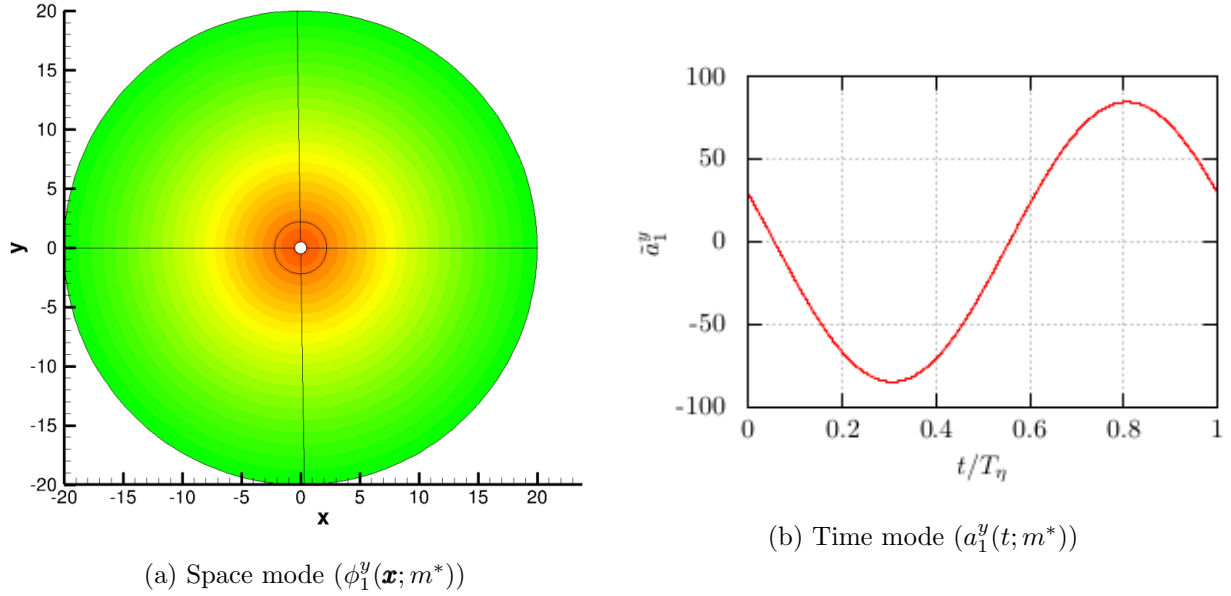 20
15
10
5
0
-5
-10
-15
-20
y
-20 -15 -10 -5 0 5 10 15 20
x
(a) Space mode (ϕ₁ʸ(𝒙; m*))
100
50
0
-50
-100
ã₁ʸ
0 0.2 0.4 0.6 0.8 1
t/Tη
(b) Time mode (a₁ʸ(t; m*))